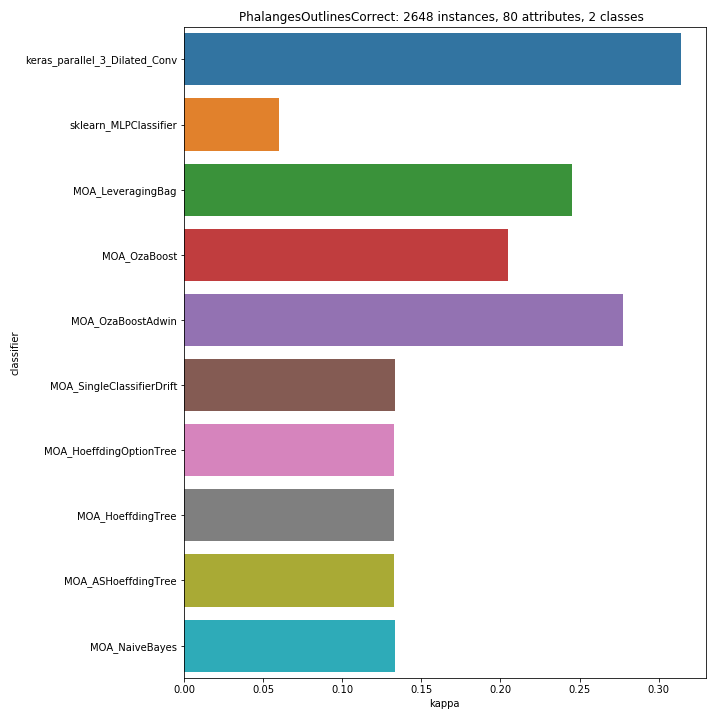 PhalangesOutlinesCorrect: 2648 instances, 80 attributes, 2 classes
keras_parallel_3_Dilated_Conv
sklearn_MLPClassifier
MOA_LeveragingBag
MOA_OzaBoost
MOA_OzaBoostAdwin
classifier
MOA_SingleClassifierDrift
MOA_HoeffdingOptionTree
MOA_HoeffdingTree
MOA_ASHoeffdingTree
MOA_NaiveBayes
0.00 0.05 0.10 0.15 0.20 0.25 0.30
kappa